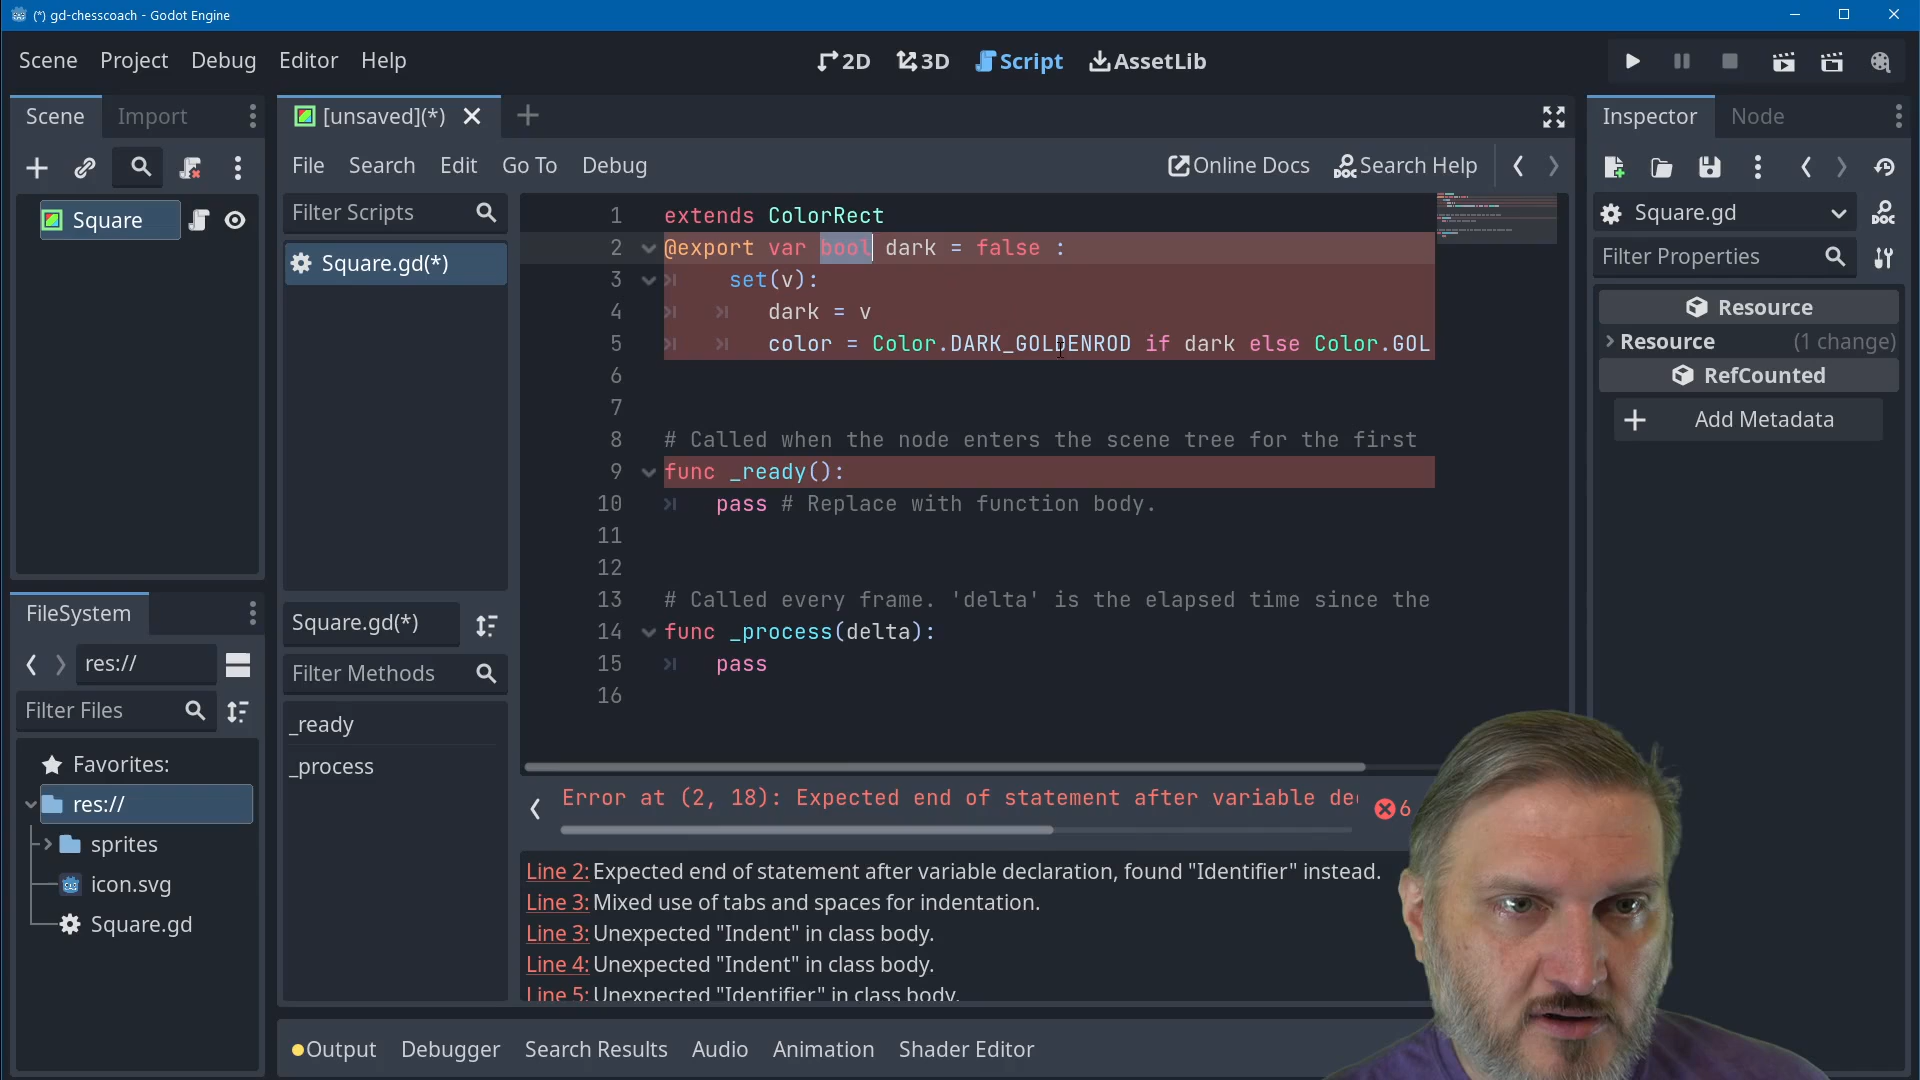 (*) gd-chesscoach - Godot Engine
Scene Project Debug Editor Help
2D 3D Script AssetLib
Scene Import
[unsaved](*)
Inspector Node
File Search Edit Go To Debug
Online Docs Search Help
Square
Filter Scripts
Square.gd(*)
1 extends ColorRect
2 @export var bool dark = false :
3 set(v):
4 dark = v
5 color = Color.DARK_GOLDENROD if dark else Color.GOL
6
7
8 # Called when the node enters the scene tree for the first
9 func _ready():
10 pass # Replace with function body.
11
12
13 # Called every frame. 'delta' is the elapsed time since the
14 func _process(delta):
15 pass
16
Square.gd
Filter Properties
Resource
Resource (1 change)
RefCounted
Add Metadata
FileSystem
res://
Filter Files
Favorites:
res://
sprites
icon.svg
Square.gd
Square.gd(*)
Filter Methods
_ready
_process
Error at (2, 18): Expected end of statement after variable de
6
Line 2: Expected end of statement after variable declaration, found "Identifier" instead.
Line 3: Mixed use of tabs and spaces for indentation.
Line 3: Unexpected "Indent" in class body.
Line 4: Unexpected "Indent" in class body.
Line 5: Unexpected "Identifier" in class body.
Output Debugger Search Results Audio Animation Shader Editor